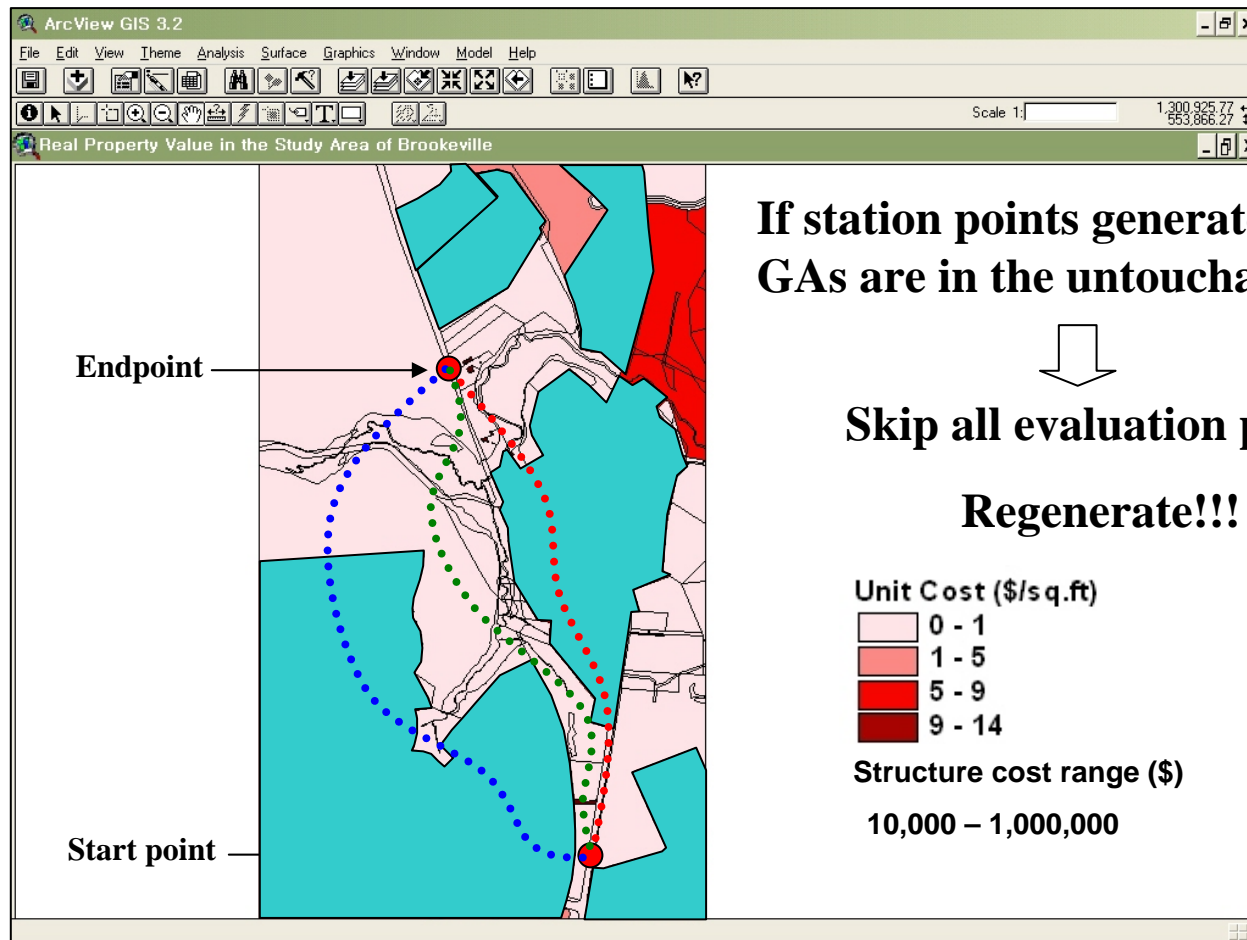 ArcView GIS 3.2
File Edit View Theme Analysis Surface Graphics Window Model Help
Scale 1:
1,300,925.77
553,866.27
Real Property Value in the Study Area of Brookeville
If station points generat
GAs are in the untoucha
Endpoint
Skip all evaluation p
Regenerate!!!
Unit Cost ($/sq.ft)
0 - 1
1 - 5
5 - 9
9 - 14
Structure cost range ($)
10,000 – 1,000,000
Start point